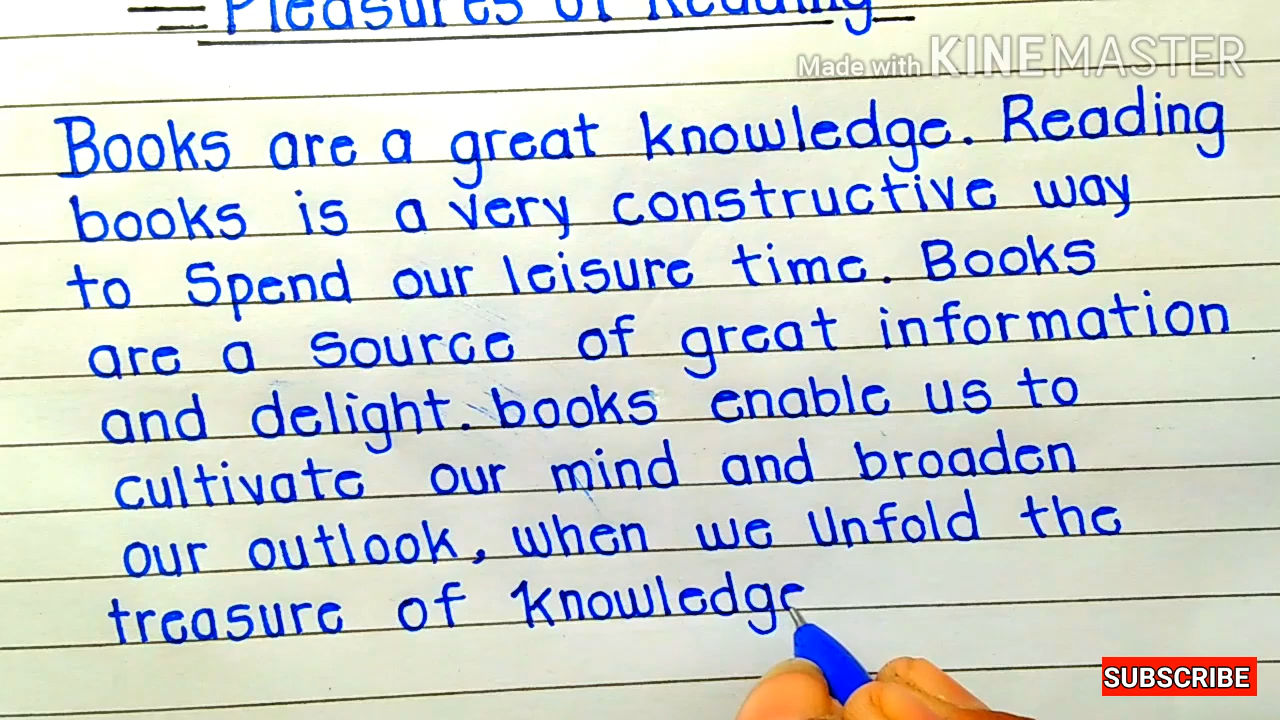 Pleasures of Reading
Made with KINEMASTER
Books are a great knowledge. Reading
books is a very constructive way
to Spend our leisure time. Books
are a source of great information
and delight. books enable us to
cultivate our mind and broaden
our outlook, when we Unfold the
treasure of knowledge
SUBSCRIBE